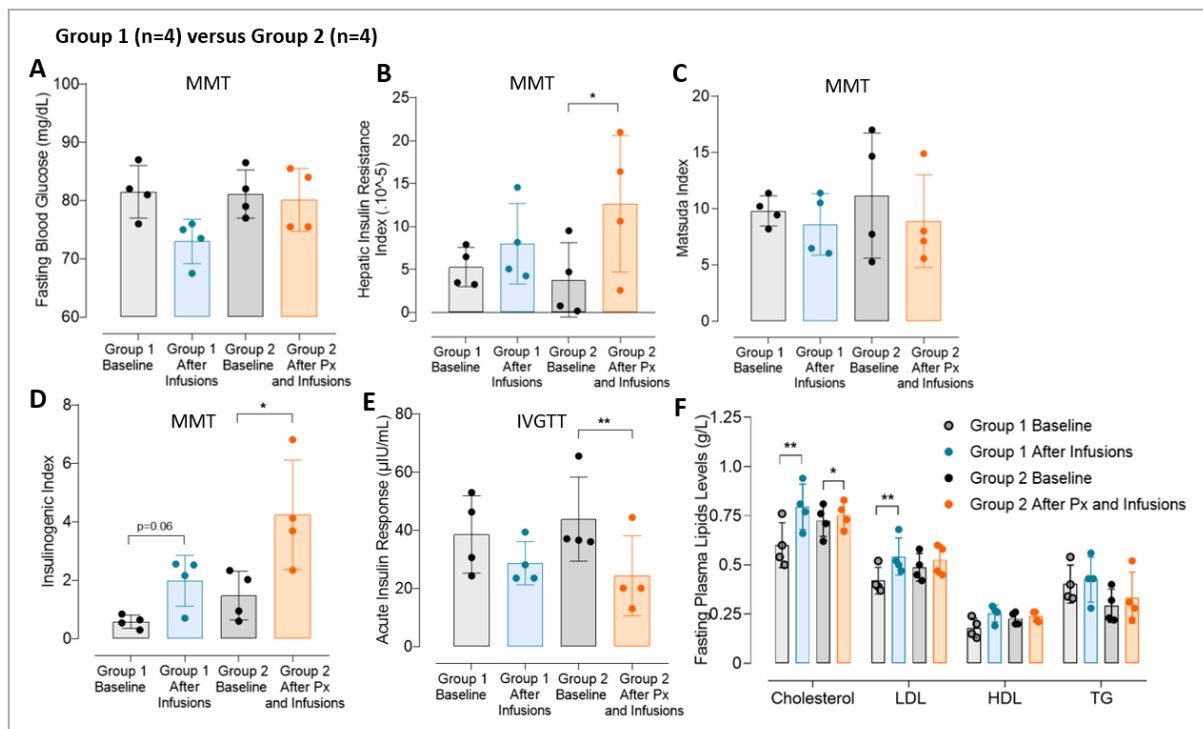 Group 1 (n=4) versus Group 2 (n=4)
A
MMT
Fasting Blood Glucose (mg/dL)
100
90
80
70
60
Group 1
Baseline
Group 1
After
Infusions
Group 2
Baseline
Group 2
After Px
and Infusions
B
MMT
*
Hepatic Insulin Resistance
Index (.10^-5)
25
20
15
10
5
0
Group 1
Baseline
Group 1
After
Infusions
Group 2
Baseline
Group 2
After Px
and Infusions
C
MMT
Matsuda Index
20
15
10
5
0
Group 1
Baseline
Group 1
After
Infusions
Group 2
Baseline
Group 2
After Px
and Infusions
D
MMT
*
p=0.06
Insulinogenic Index
8
6
4
2
0
Group 1
Baseline
Group 1
After
Infusions
Group 2
Baseline
Group 2
After Px
and Infusions
E
IVGTT
**
Acute Insulin Response (µIU/mL)
80
60
40
20
0
Group 1
Baseline
Group 1
After
Infusions
Group 2
Baseline
Group 2
After Px
and Infusions
F
Fasting Plasma Lipids Levels (g/L)
1.25
1.0
0.75
0.5
0.25
0
Group 1 Baseline
Group 1 After Infusions
Group 2 Baseline
Group 2 After Px and Infusions
**
*
**
Cholesterol
LDL
HDL
TG